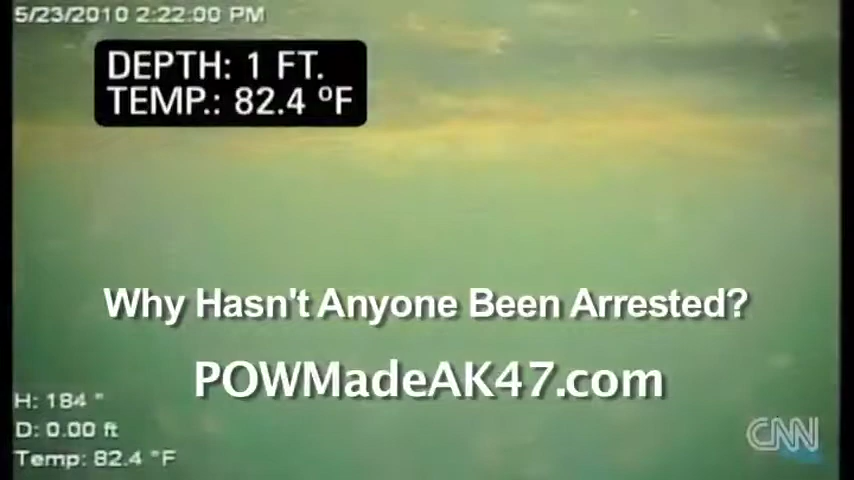 5/23/2010 2:22:00 PM
DEPTH: 1 FT.
TEMP.: 82.4 ºF
Why Hasn't Anyone Been Arrested?
POWMadeAK47.com
H: 184 °
D: 0.00 ft
Temp: 82.4 °F
CNN